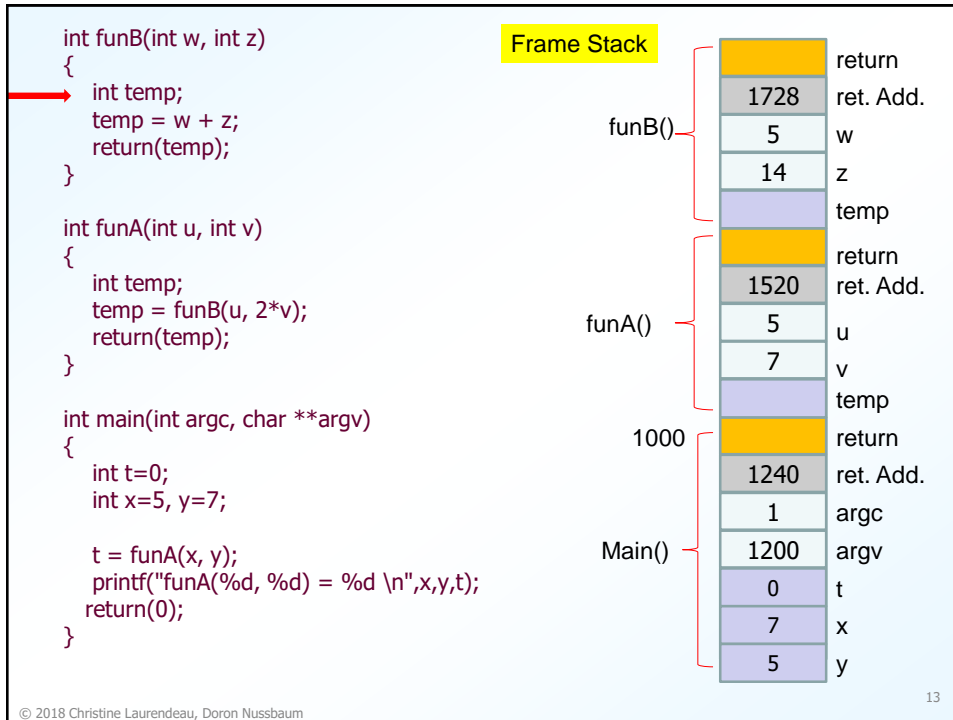 int funB(int w, int z)
{
int temp;
temp = w + z;
return(temp);
}
int funA(int u, int v)
{
int temp;
temp = funB(u, 2*v);
return(temp);
}
int main(int argc, char **argv)
{
int t=0;
int x=5, y=7;
t = funA(x, y);
printf("funA(%d, %d) = %d \n",x,y,t);
return(0);
}
Frame Stack
funB()
return
1728 ret. Add.
5 w
14 z
temp
funA()
return
1520 ret. Add.
5 u
7 v
temp
Main()
1000 return
1240 ret. Add.
1 argc
1200 argv
0 t
7 x
5 y
© 2018 Christine Laurendeau, Doron Nussbaum
13